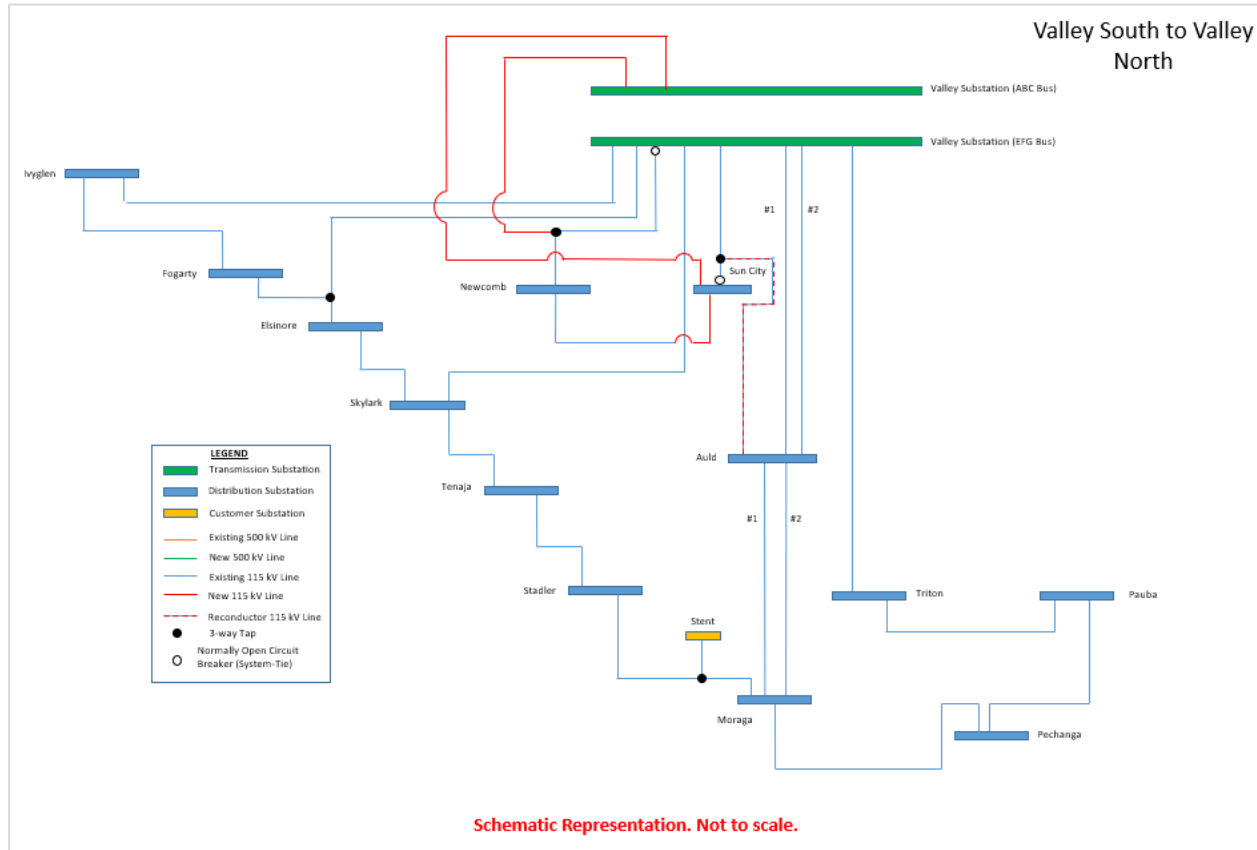 Valley South to Valley
North
Valley Substation (ABC Bus)
Valley Substation (EFG Bus)
Ivyglen
#1
#2
Fogarty
Newcomb
Sun City
Elsinore
Skylark
LEGEND
Transmission Substation
Distribution Substation
Customer Substation
Existing 500 kV Line
New 500 kV Line
Existing 115 kV Line
New 115 kV Line
Reconductor 115 kV Line
3-way Tap
Normally Open Circuit
Breaker (System-Tie)
Auld
Tenaja
#1
#2
Stadler
Triton
Pauba
Stent
Moraga
Pechanga
Schematic Representation. Not to scale.